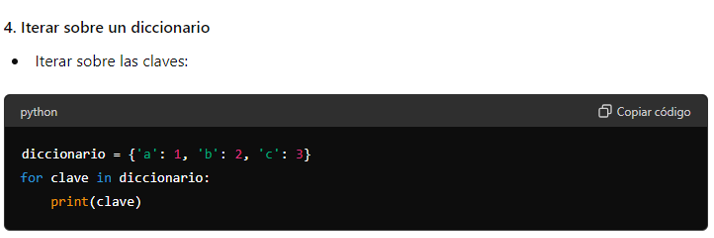 4. Iterar sobre un diccionario
• Iterar sobre las claves:
python
Copiar código
diccionario = {'a': 1, 'b': 2, 'c': 3}
for clave in diccionario:
    print(clave)